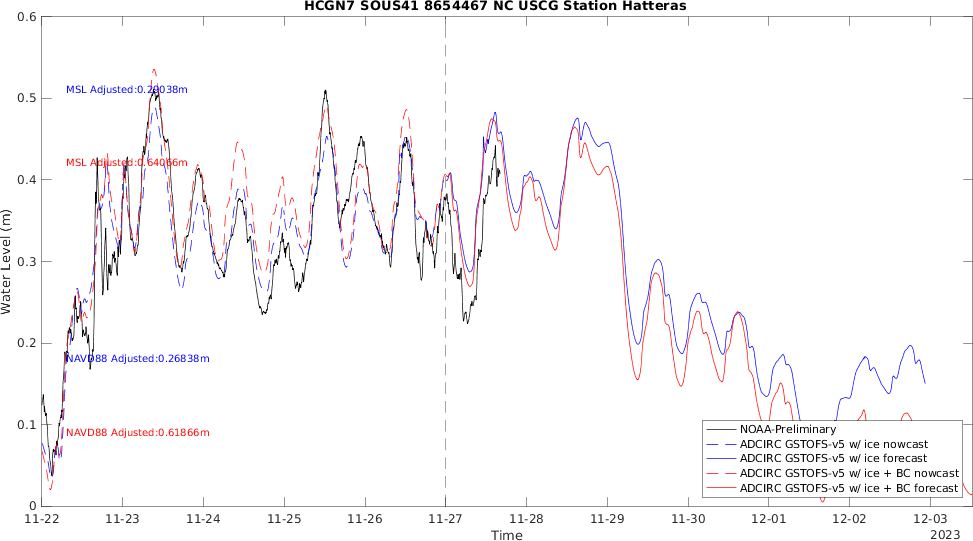 HCGN7 SOUS41 8654467 NC USCG Station Hatteras
0.6
0.5
0.4
0.3
0.2
0.1
0
Water Level (m)
MSL Adjusted:0.29038m
MSL Adjusted:0.64066m
NAVD88 Adjusted:0.26838m
NAVD88 Adjusted:0.61866m
NOAA-Preliminary
ADCIRC GSTOFS-v5 w/ ice nowcast
ADCIRC GSTOFS-v5 w/ ice forecast
ADCIRC GSTOFS-v5 w/ ice + BC nowcast
ADCIRC GSTOFS-v5 w/ ice + BC forecast
11-22 11-23 11-24 11-25 11-26 11-27 11-28 11-29 11-30 12-01 12-02 12-03
2023
Time